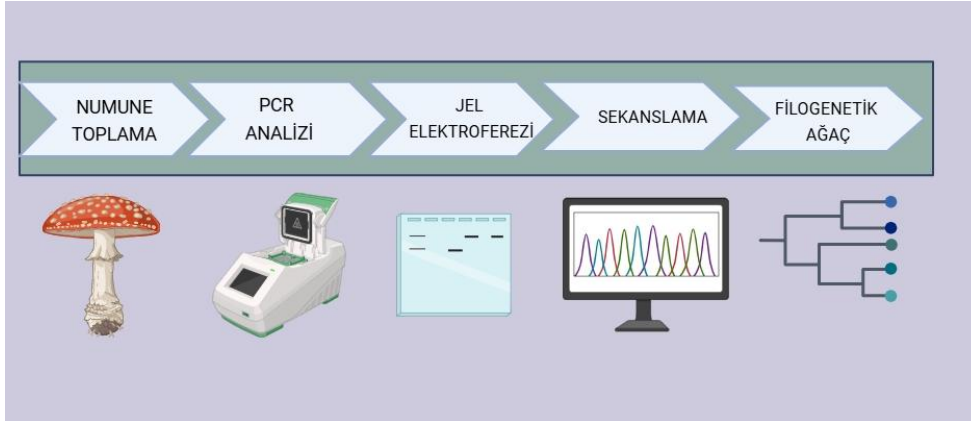 NUMUNE
TOPLAMA
PCR
ANALİZİ
JEL
ELEKTROFEREZİ
SEKANSLAMA
FİLOGENETİK
AĞAÇ